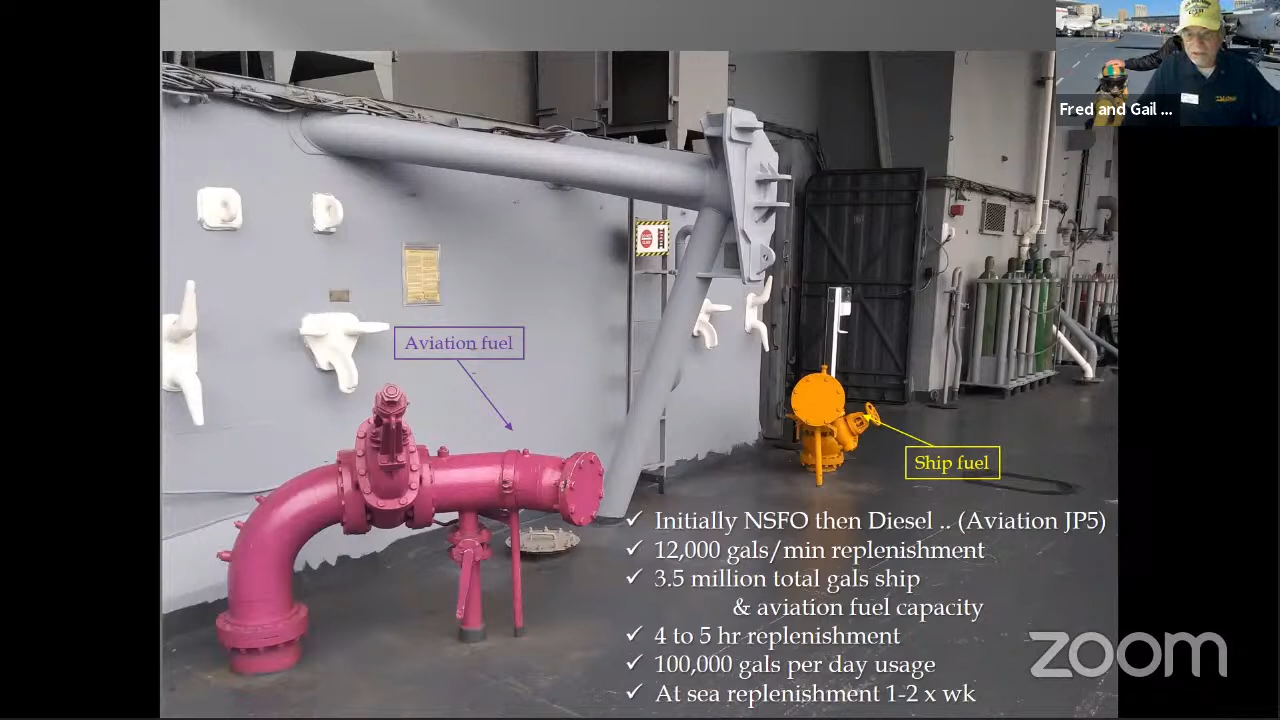 Fred and Gail ...
Aviation fuel
Ship fuel
✓ Initially NSFO then Diesel .. (Aviation JP5)
✓ 12,000 gals/min replenishment
✓ 3.5 million total gals ship
& aviation fuel capacity
✓ 4 to 5 hr replenishment
✓ 100,000 gals per day usage
✓ At sea replenishment 1-2 x wk
zoom